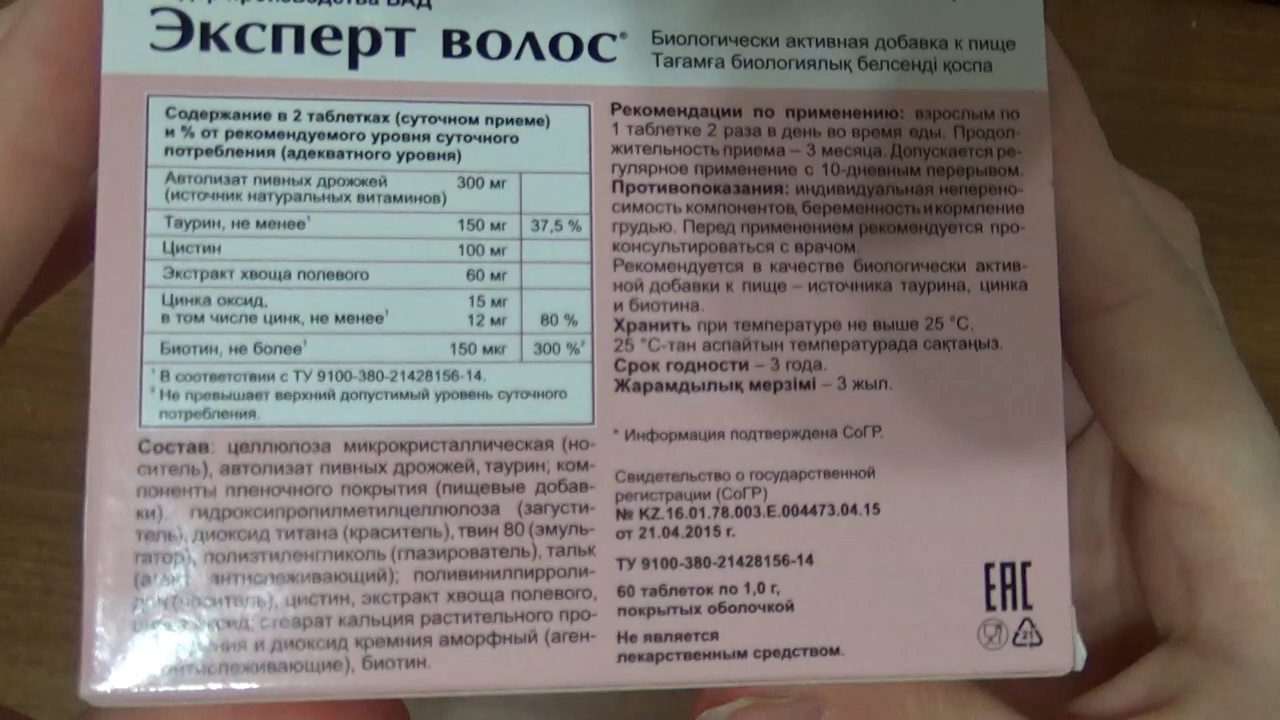 БАД
Эксперт волос®
Биологически активная добавка к пище
Тағамға биологиялық белсенді қоспа
Содержание в 2 таблетках (суточном приеме)
и % от рекомендуемого уровня суточного
потребления (адекватного уровня)
Автолизат пивных дрожжей 300 мг
(источник натуральных витаминов)
Таурин, не менее¹ 150 мг 37,5 %
Цистин 100 мг
Экстракт хвоща полевого 60 мг
Цинка оксид, 15 мг
в том числе цинк, не менее¹ 12 мг 80 %
Биотин, не более¹ 150 мкг 300 %²
¹ В соответствии с ТУ 9100-380-21428156-14.
² Не превышает верхний допустимый уровень суточного
потребления.
Состав: целлюлоза микрокристаллическая (но-
ситель), автолизат пивных дрожжей, таурин; ком-
поненты пленочного покрытия (пищевые добав-
ки): гидроксипропилметилцеллюлоза (загусти-
тель), диоксид титана (краситель), твин 80 (эмуль-
гатор), полиэтиленгликоль (глазирователь), тальк
антислеживающий); поливинилпирроли-
дон (носитель), цистин, экстракт хвоща полевого,
стеарат кальция растительного про-
и диоксид кремния аморфный (аген-
антислеживающие), биотин.
Рекомендации по применению: взрослым по
1 таблетке 2 раза в день во время еды. Продол-
жительность приема – 3 месяца. Допускается ре-
гулярное применение с 10-дневным перерывом.
Противопоказания: индивидуальная неперено-
симость компонентов, беременность и кормление
грудью. Перед применением рекомендуется про-
консультироваться с врачом.
Рекомендуется в качестве биологически актив-
ной добавки к пище – источника таурина, цинка
и биотина.
Хранить при температуре не выше 25 °C.
25 °C-тан аспайтын температурада сақтаңыз.
Срок годности – 3 года.
Жарамдылық мерзімі – 3 жыл.
* Информация подтверждена СоГР.
Свидетельство о государственной
регистрации (СоГР)
№ KZ.16.01.78.003.E.004473.04.15
от 21.04.2015 г.
ТУ 9100-380-21428156-14
60 таблеток по 1,0 г,
покрытых оболочкой
Не является
лекарственным средством.
EAC
21